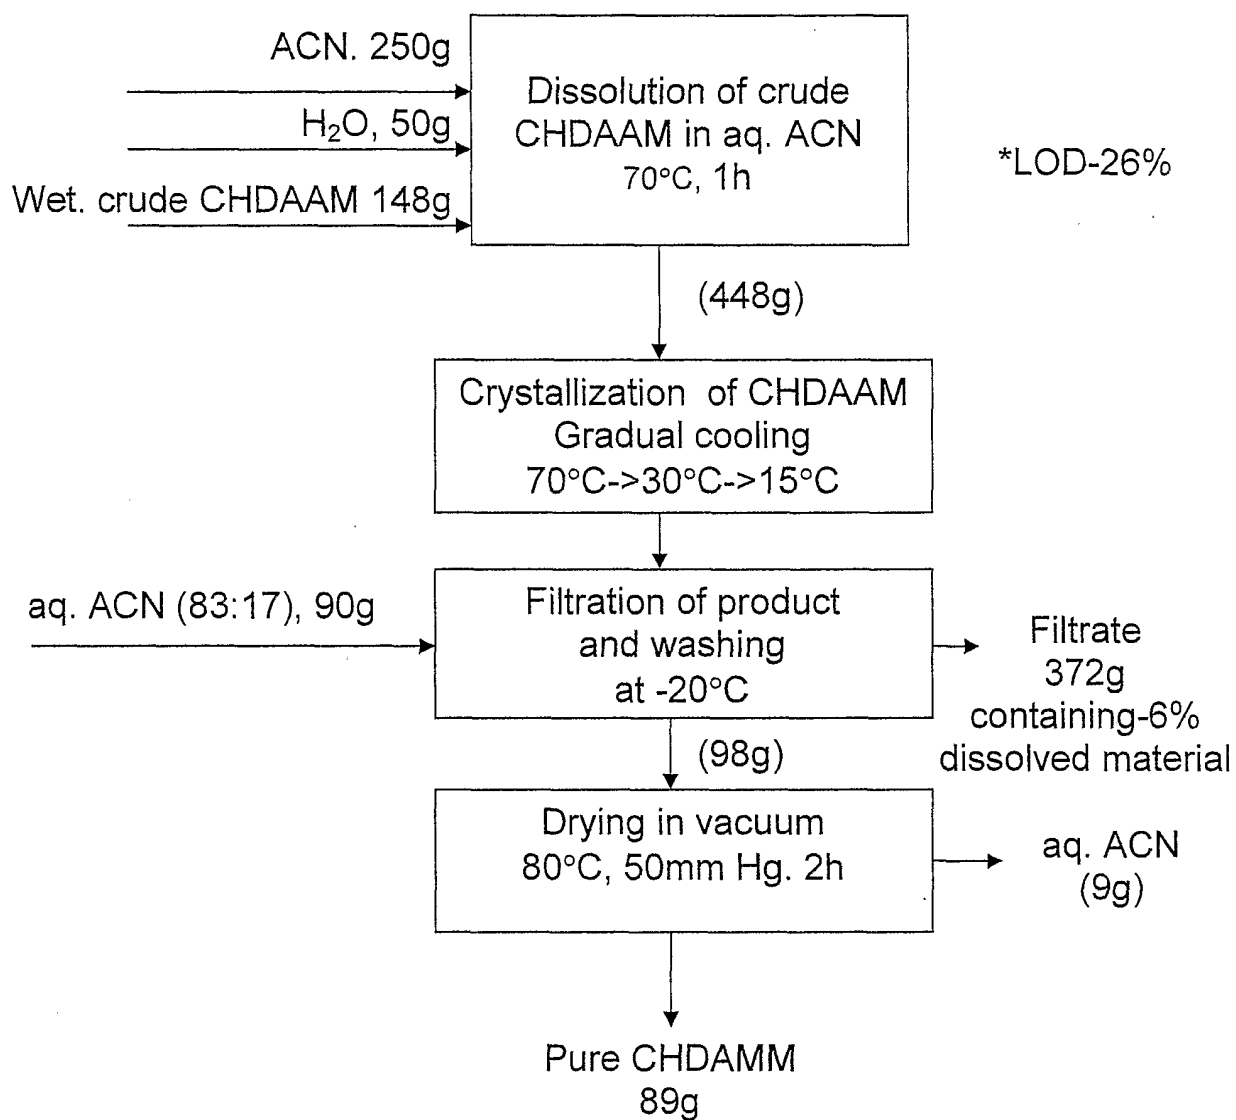 ACN. 250g
H₂O, 50g
Wet. crude CHDAAM 148g
Dissolution of crude
CHDAAM in aq. ACN
70°C, 1h
*LOD-26%
(448g)
Crystallization of CHDAAM
Gradual cooling
70°C->30°C->15°C
aq. ACN (83:17), 90g
Filtration of product
and washing
at -20°C
Filtrate
372g
containing-6%
dissolved material
(98g)
Drying in vacuum
80°C, 50mm Hg. 2h
aq. ACN
(9g)
Pure CHDAMM
89g